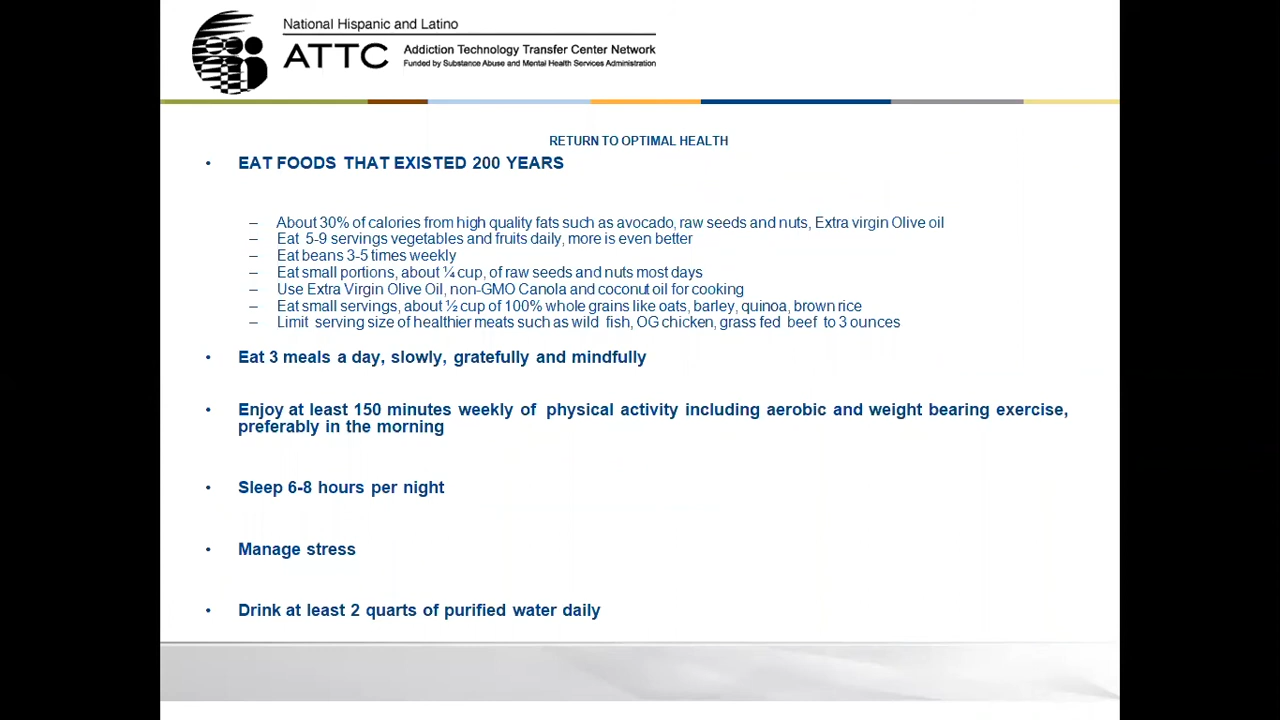 National Hispanic and Latino
ATTC
Addiction Technology Transfer Center Network
Funded by Substance Abuse and Mental Health Services Administration
RETURN TO OPTIMAL HEALTH
• EAT FOODS THAT EXISTED 200 YEARS
– About 30% of calories from high quality fats such as avocado, raw seeds and nuts, Extra virgin Olive oil
– Eat 5-9 servings vegetables and fruits daily, more is even better
– Eat beans 3-5 times weekly
– Eat small portions, about ¼ cup, of raw seeds and nuts most days
– Use Extra Virgin Olive Oil, non-GMO Canola and coconut oil for cooking
– Eat small servings, about ½ cup of 100% whole grains like oats, barley, quinoa, brown rice
– Limit serving size of healthier meats such as wild fish, OG chicken, grass fed beef to 3 ounces
• Eat 3 meals a day, slowly, gratefully and mindfully
• Enjoy at least 150 minutes weekly of physical activity including aerobic and weight bearing exercise,
preferably in the morning
• Sleep 6-8 hours per night
• Manage stress
• Drink at least 2 quarts of purified water daily